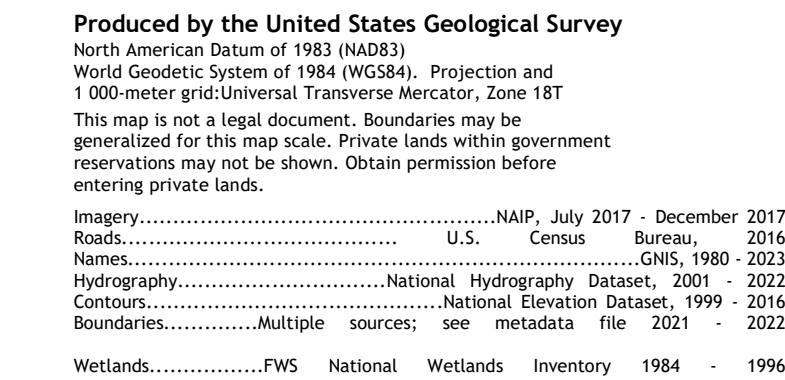 Produced by the United States Geological Survey
North American Datum of 1983 (NAD83)
World Geodetic System of 1984 (WGS84).  Projection and
1 000-meter grid:Universal Transverse Mercator, Zone 18T
This map is not a legal document. Boundaries may be
generalized for this map scale. Private lands within government
reservations may not be shown. Obtain permission before
entering private lands.
Imagery.....................................................NAIP, July 2017 - December 2017
Roads......................................... U.S. Census Bureau, 2016
Names............................................................................GNIS, 1980 - 2023
Hydrography...............................National Hydrography Dataset, 2001 - 2022
Contours............................................National Elevation Dataset, 1999 - 2016
Boundaries..............Multiple sources; see metadata file 2021 - 2022
Wetlands.................FWS National Wetlands Inventory 1984 - 1996